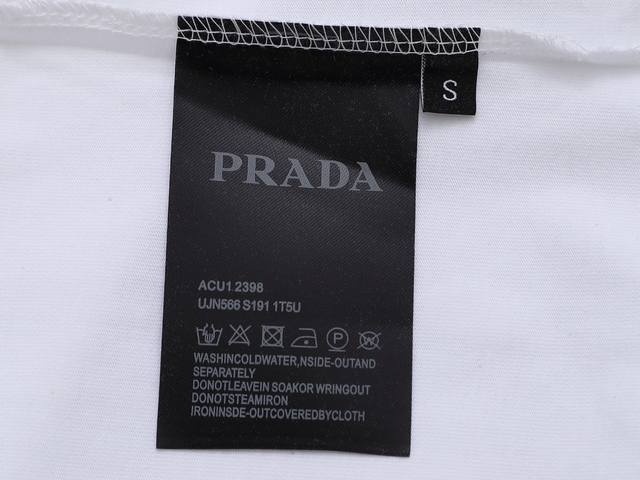 S
PRADA
ACU1 2398
UJN566 S191 1T5U
P
WASHINCOLDWATER,NSIDE-OUTAND
SEPARATELY
DONOTLEAVEIN SOAKOR WRINGOUT
DONOTSTEAMIRON
IRONINSDE-OUTCOVEREDBYCLOTH